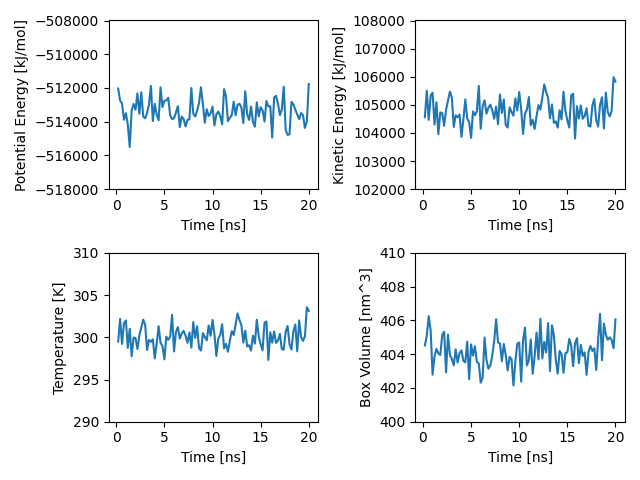 Potential Energy [kJ/mol]
−508000
−510000
−512000
−514000
−516000
−518000
0 5 10 15 20
Time [ns]
Kinetic Energy [kJ/mol]
108000
107000
106000
105000
104000
103000
102000
0 5 10 15 20
Time [ns]
Temperature [K]
310
305
300
295
290
0 5 10 15 20
Time [ns]
Box Volume [nm^3]
410
408
406
404
402
400
0 5 10 15 20
Time [ns]